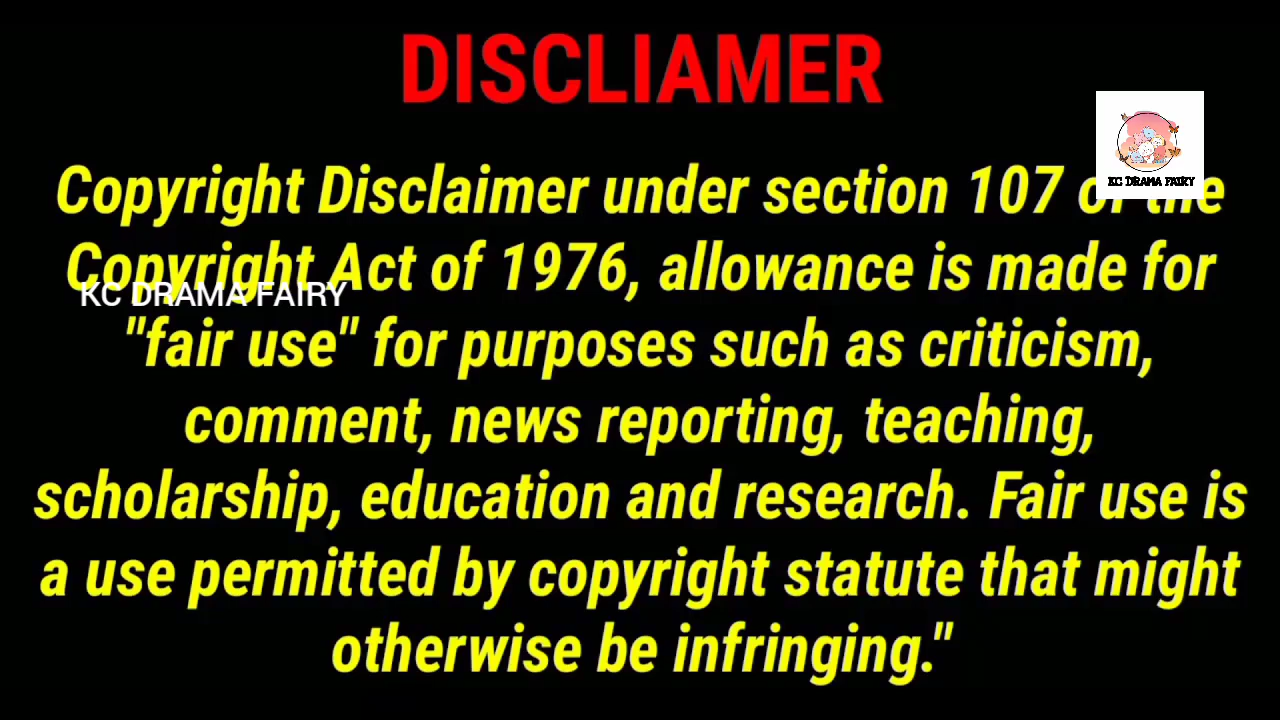 DISCLIAMER
KC DRAMA FAIRY
Copyright Disclaimer under section 107 of the
Copyright Act of 1976, allowance is made for
KC DRAMA FAIRY
"fair use" for purposes such as criticism,
comment, news reporting, teaching,
scholarship, education and research. Fair use is
a use permitted by copyright statute that might
otherwise be infringing."